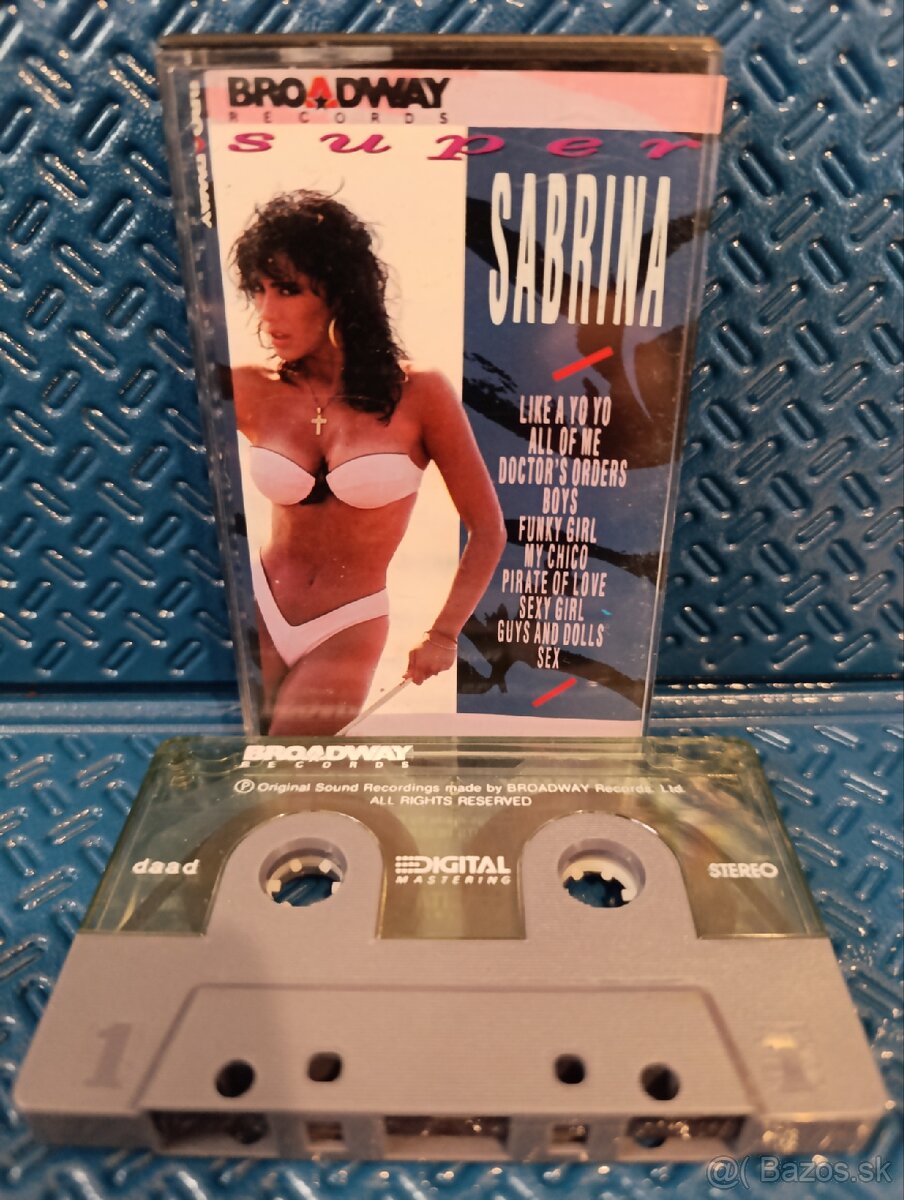 BROADWAY
RECORDS
super
SABRINA
LIKE A YO YO
ALL OF ME
DOCTOR'S ORDERS
BOYS
FUNKY GIRL
MY CHICO
PIRATE OF LOVE
SEXY GIRL
GUYS AND DOLLS
SEX
BROADWAY
RECORDS
Ⓟ Original Sound Recordings made by BROADWAY Records. Ltd.
ALL RIGHTS RESERVED
daad
DIGITAL
MASTERING
STEREO
1
@( Bazos.sk